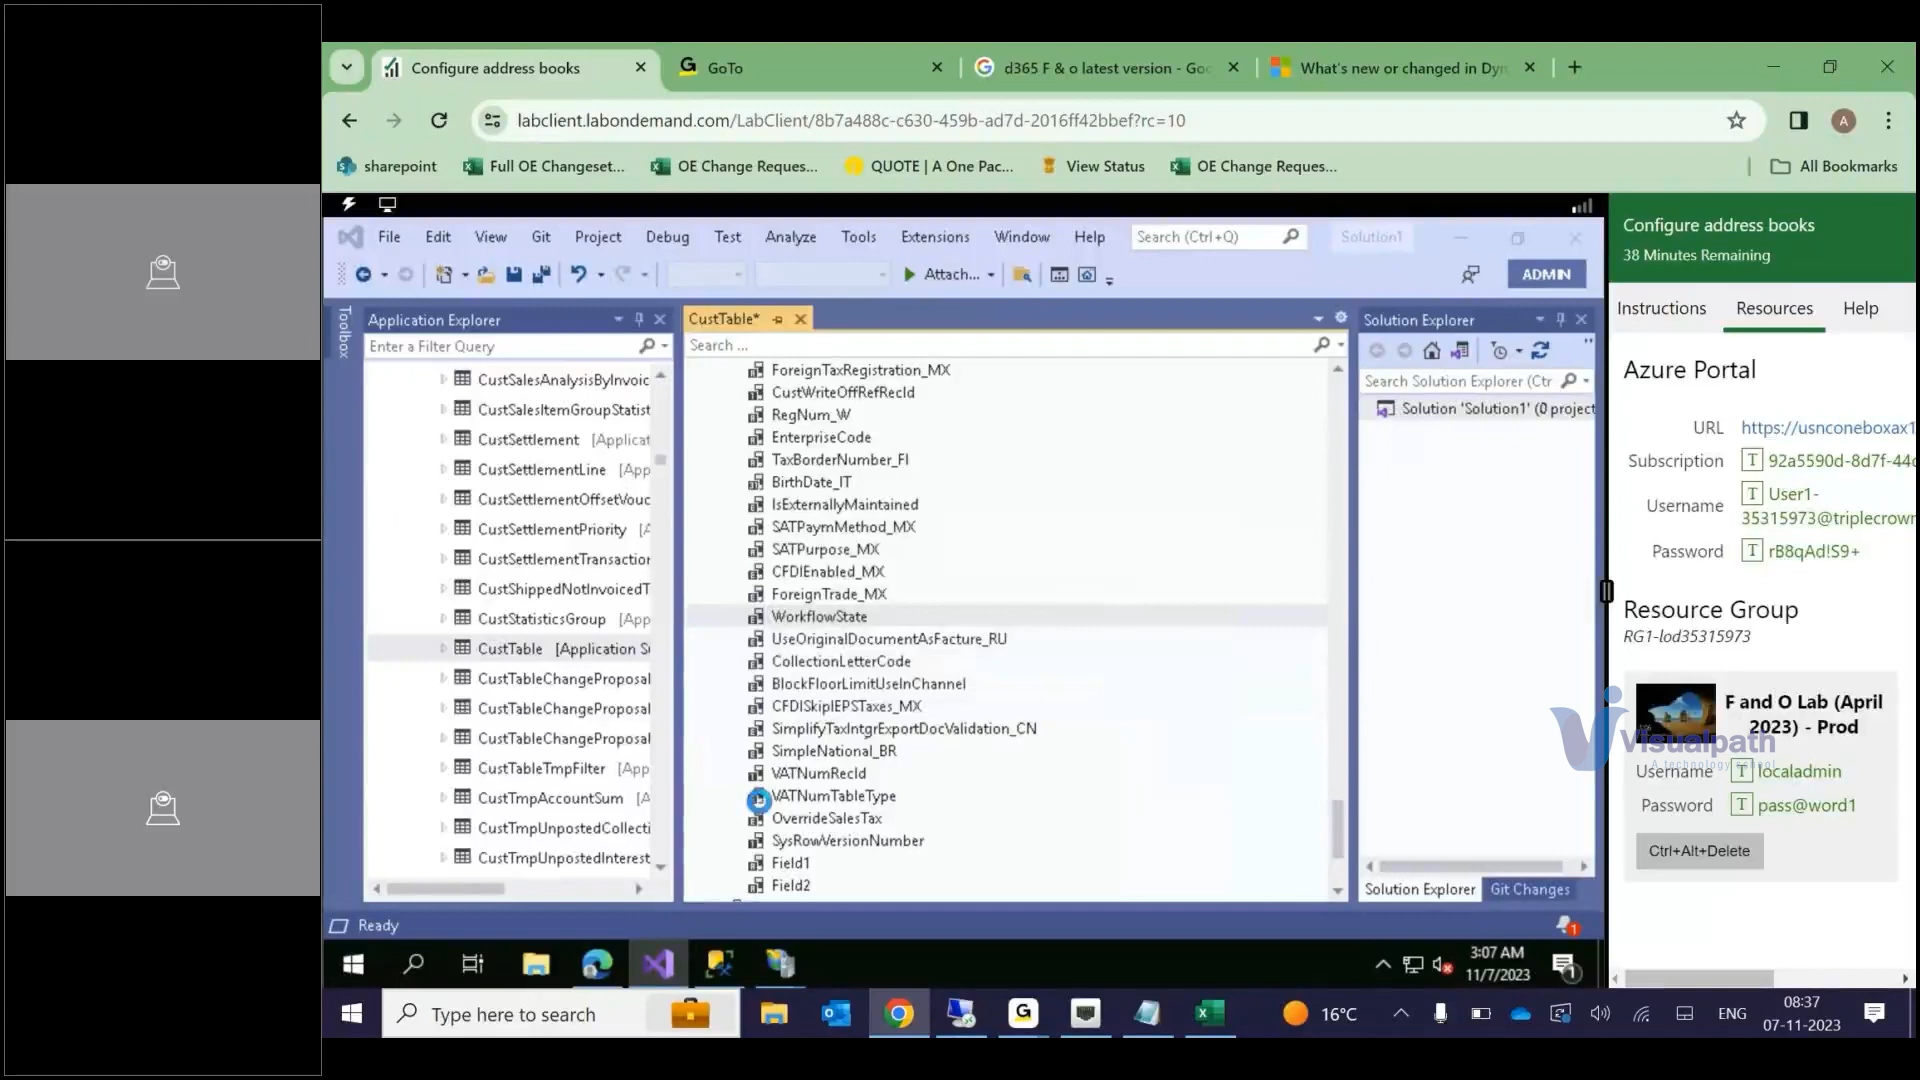 Configure address books
GoTo
d365 F & o latest version - Goo
What's new or changed in Dyn
labclient.labondemand.com/LabClient/8b7a488c-c630-459b-ad7d-2016ff42bbef?rc=10
A
sharepoint
Full OE Changeset...
OE Change Reques...
QUOTE | A One Pac...
View Status
OE Change Reques...
All Bookmarks
File Edit View Git Project Debug Test Analyze Tools Extensions Window Help
Search (Ctrl+Q)
Solution1
Attach...
ADMIN
Toolbox
Application Explorer
Enter a Filter Query
CustSalesAnalysisByInvoic
CustSalesItemGroupStatist
CustSettlement [Applicat
CustSettlementLine [App
CustSettlementOffsetVouc
CustSettlementPriority [A
CustSettlementTransaction
CustShippedNotInvoicedT
CustStatisticsGroup [App
CustTable [Application S
CustTableChangeProposal
CustTableChangeProposal
CustTableChangeProposal
CustTableTmpFilter [App
CustTmpAccountSum [A
CustTmpUnpostedCollecti
CustTmpUnpostedInterest
CustTable*
Search ...
ForeignTaxRegistration_MX
CustWriteOffRefRecId
RegNum_W
EnterpriseCode
TaxBorderNumber_FI
BirthDate_IT
IsExternallyMaintained
SATPaymMethod_MX
SATPurpose_MX
CFDIEnabled_MX
ForeignTrade_MX
WorkflowState
UseOriginalDocumentAsFacture_RU
CollectionLetterCode
BlockFloorLimitUseInChannel
CFDISkipIEPSTaxes_MX
SimplifyTaxIntgrExportDocValidation_CN
SimpleNational_BR
VATNumRecId
VATNumTableType
OverrideSalesTax
SysRowVersionNumber
Field1
Field2
Solution Explorer
Search Solution Explorer (Ctr
Solution 'Solution1' (0 project
Solution Explorer
Git Changes
Ready
1
3:07 AM
11/7/2023
1
Configure address books
38 Minutes Remaining
Instructions Resources Help
Azure Portal
URL https://usnconeboxax1
Subscription T 92a5590d-8d7f-44c
Username T User1-
35315973@triplecrown
Password T rB8qAd!S9+
Resource Group
RG1-lod35315973
F and O Lab (April
2023) - Prod
Visualpath
A technology school
Username T localadmin
Password T pass@word1
Ctrl+Alt+Delete
Type here to search
16°C
ENG
08:37
07-11-2023